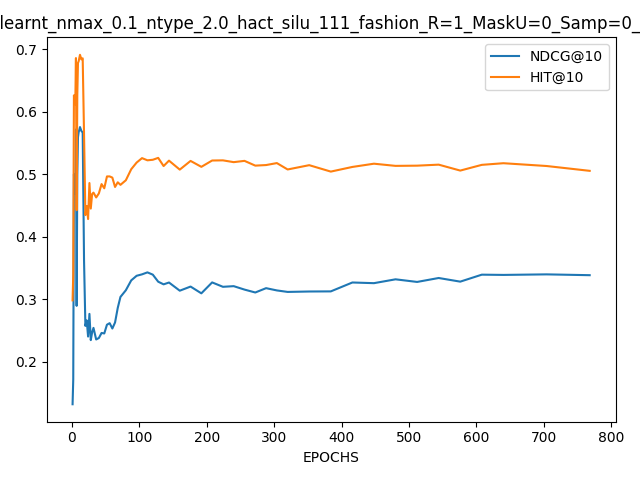 learnt_nmax_0.1_ntype_2.0_hact_silu_111_fashion_R=1_MaskU=0_Samp=0_
NDCG@10
HIT@10
0.7
0.6
0.5
0.4
0.3
0.2
0 100 200 300 400 500 600 700 800
EPOCHS